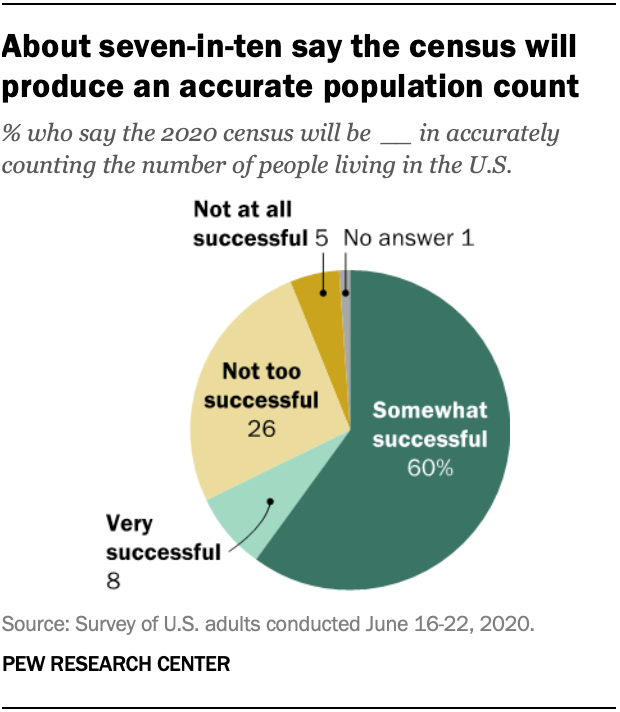 About seven-in-ten say the census will
produce an accurate population count
% who say the 2020 census will be __ in accurately
counting the number of people living in the U.S.
Not at all
successful 5
No answer 1
Not too
successful
26
Somewhat
successful
60%
Very
successful
8
Source: Survey of U.S. adults conducted June 16-22, 2020.
PEW RESEARCH CENTER